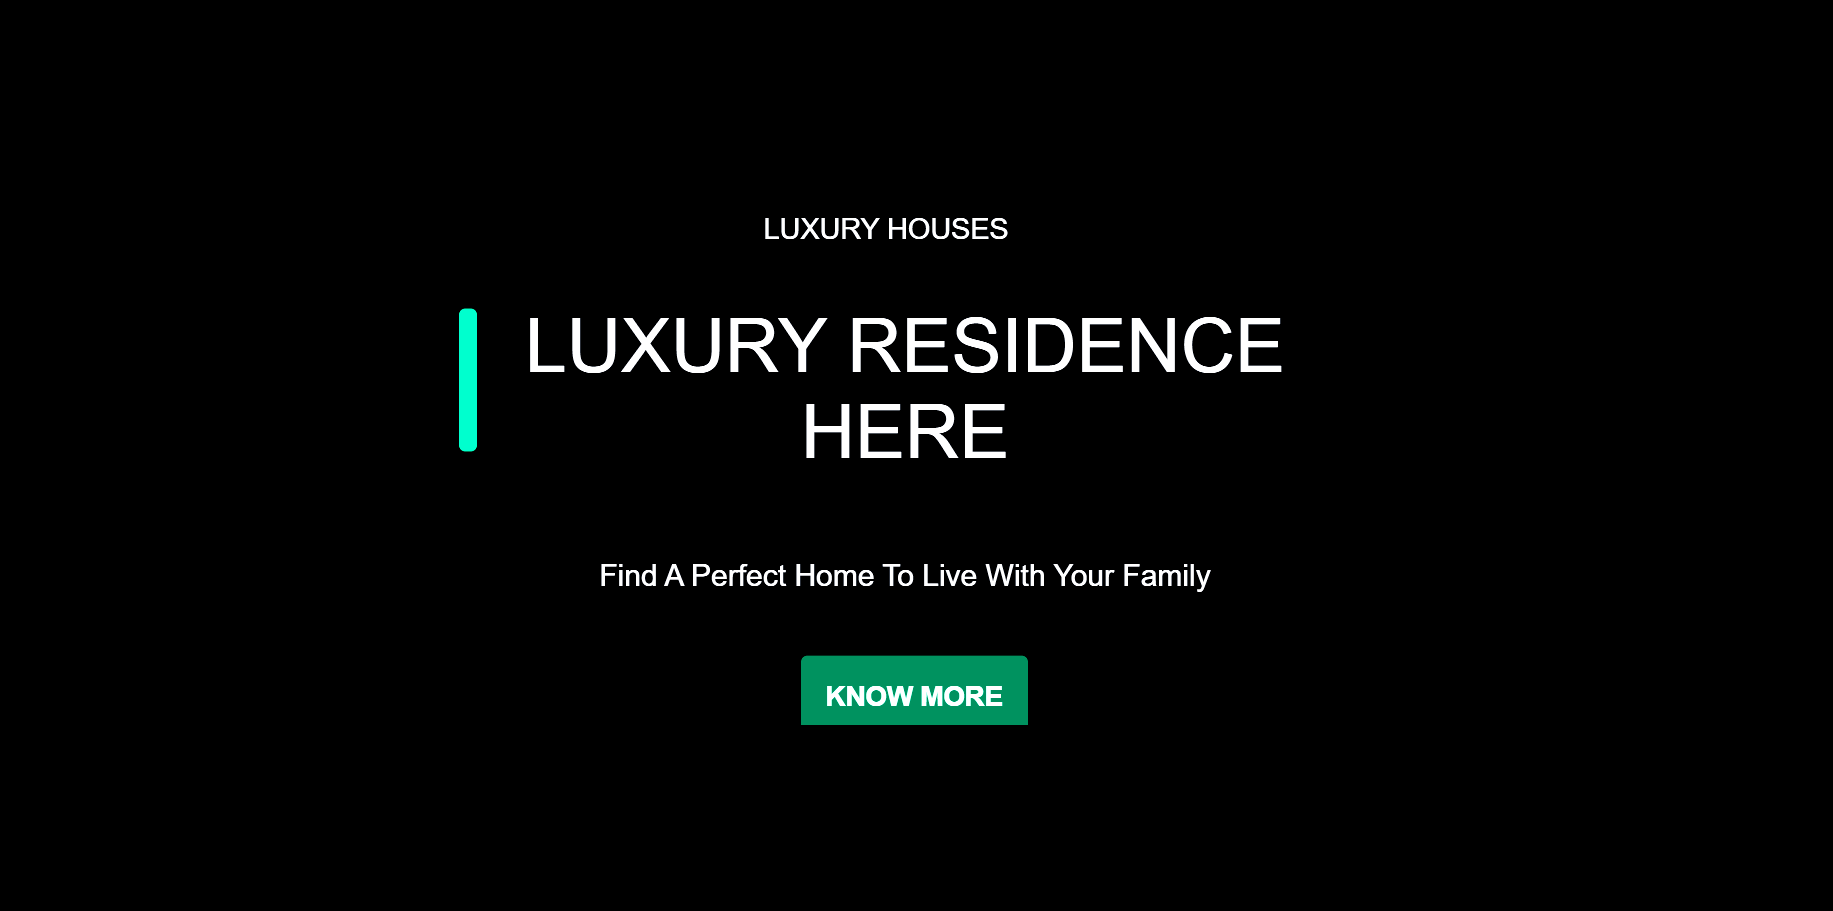 LUXURY HOUSES
LUXURY RESIDENCE
HERE
Find A Perfect Home To Live With Your Family
KNOW MORE